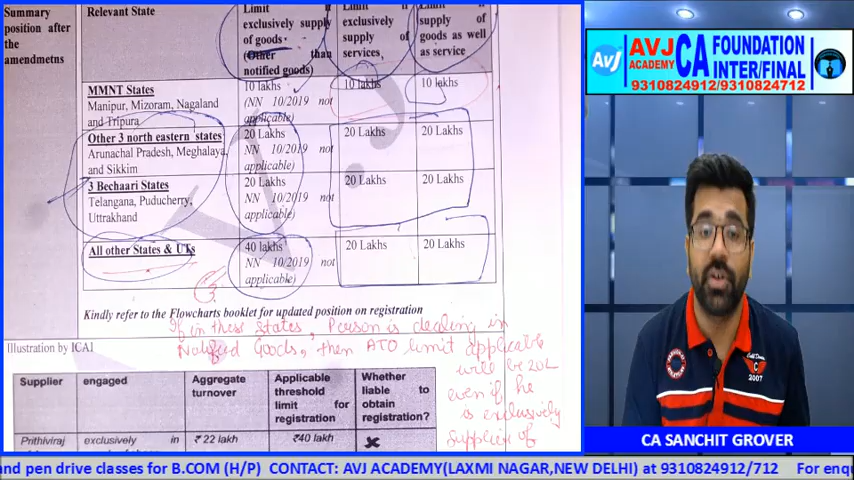 Summary
position after
the
amendmetns
Relevant State
Limit if
exclusively supply
of goods
(Other than
notified goods)
Limit if
exclusively
supply of
services,
supply of
goods as well
as service
MMNT States
Manipur, Mizoram, Nagaland
and Tripura
10 lakhs
(NN 10/2019 not
applicable)
10 lakhs
10 lakhs
Other 3 north eastern states
Arunachal Pradesh, Meghalaya,
and Sikkim
20 Lakhs
NN 10/2019 not
applicable)
20 Lakhs
20 Lakhs
3 Bechaari States
Telangana, Puducherry,
Uttrakhand
20 Lakhs
NN 10/2019 not
applicable)
20 Lakhs
20 Lakhs
All other States & UTs
40 lakhs
NN 10/2019 not
applicable)
20 Lakhs
20 Lakhs
Kindly refer to the Flowcharts booklet for updated position on registration
If in these States, Person is dealing in
Notified Goods, then ATO limit applicable
will be 20L
even if he
is exclusively
Supplier of
Illustration by ICAI
Supplier
engaged
Aggregate
turnover
Applicable
threshold
limit for
registration
Whether
liable to
obtain
registration?
Prithiviraj
exclusively in
₹ 22 lakh
₹40 lakh
AVJ
AVJ
ACADEMY
CA
FOUNDATION
INTER/FINAL
9310824912/9310824712
2007
CA SANCHIT GROVER
and pen drive classes for B.COM (H/P) CONTACT: AVJ ACADEMY(LAXMI NAGAR,NEW DELHI) at 9310824912/712 For enq